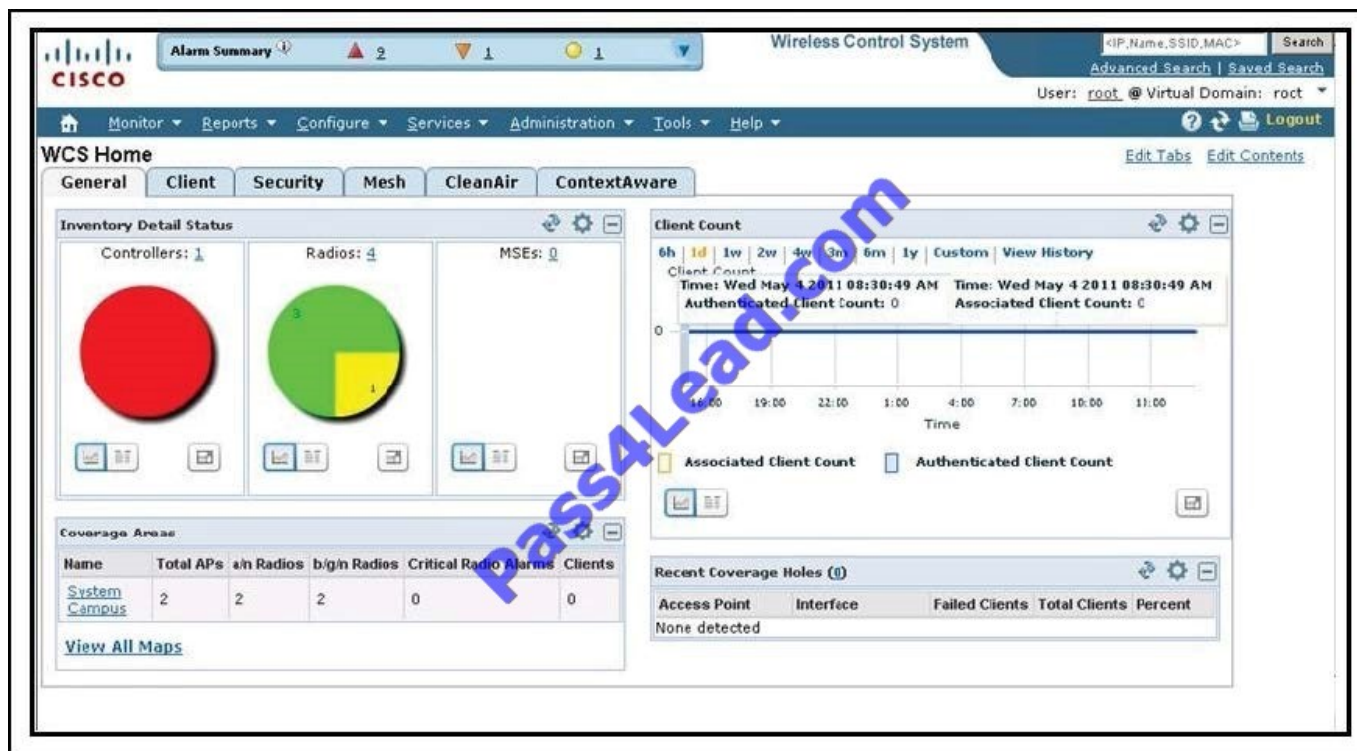 Alarm Summary 9 1 1
Wireless Control System
<IP,Name,SSID,MAC> Search
CISCO
Advanced Search | Saved Search
User: root @ Virtual Domain: roct
Monitor Reports Configure Services Administration Tools Help
? Logout
WCS Home
Edit Tabs Edit Contents
General Client Security Mesh CleanAir ContextAware
Inventory Detail Status
Controllers: 1 Radios: 4 MSEs: 0
3
1
Client Count
6h | 1d | 1w | 2w | 4w | 3m | 6m | 1y | Custom | View History
Client Count
Time: Wed May 4 2011 08:30:49 AM Time: Wed May 4 2011 08:30:49 AM
Authenticated Client Count: 0 Associated Client Count: 0
0
16:00 19:00 22:00 1:00 4:00 7:00 10:00 13:00
Time
Associated Client Count Authenticated Client Count
Coverage Areas
Name Total APs a/n Radios b/g/n Radios Critical Radio Alarms Clients
System Campus 2 2 2 0 0
View All Maps
Recent Coverage Holes (0)
Access Point Interface Failed Clients Total Clients Percent
None detected
Pass4Lead.com